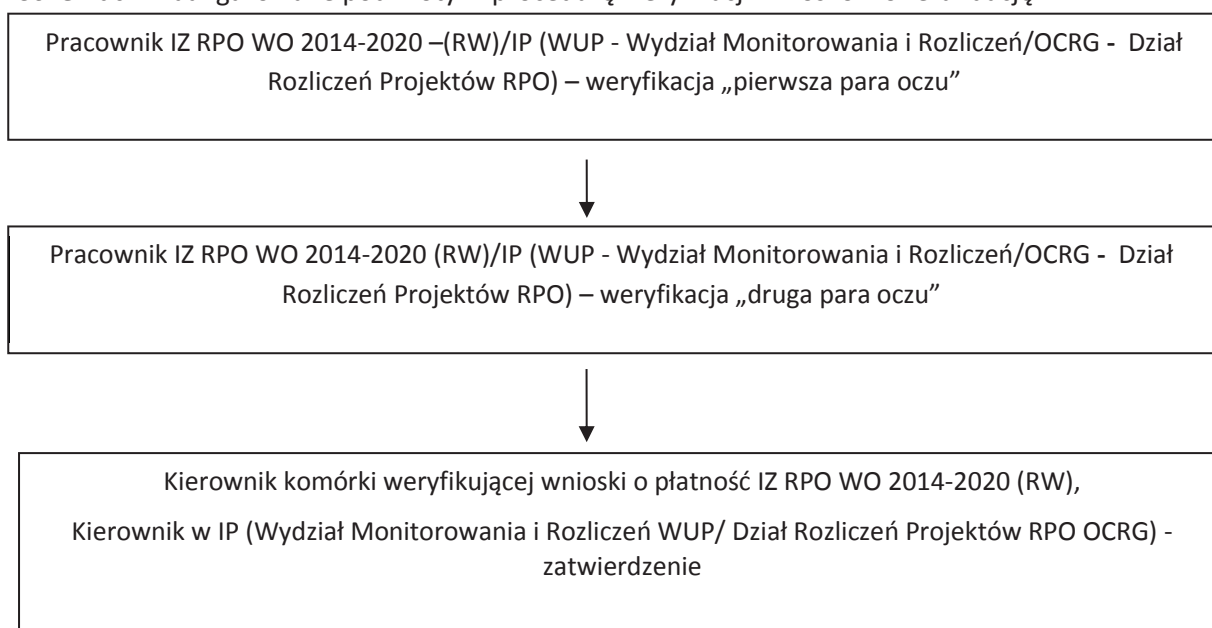 Pracownik IZ RPO WO 2014-2020 –(RW)/IP (WUP - Wydział Monitorowania i Rozliczeń/OCRG - Dział
Rozliczeń Projektów RPO) – weryfikacja „pierwsza para oczu”
Pracownik IZ RPO WO 2014-2020 (RW)/IP (WUP - Wydział Monitorowania i Rozliczeń/OCRG - Dział
Rozliczeń Projektów RPO) – weryfikacja „druga para oczu”
Kierownik komórki weryfikującej wnioski o płatność IZ RPO WO 2014-2020 (RW),
Kierownik w IP (Wydział Monitorowania i Rozliczeń WUP/ Dział Rozliczeń Projektów RPO OCRG) -
zatwierdzenie